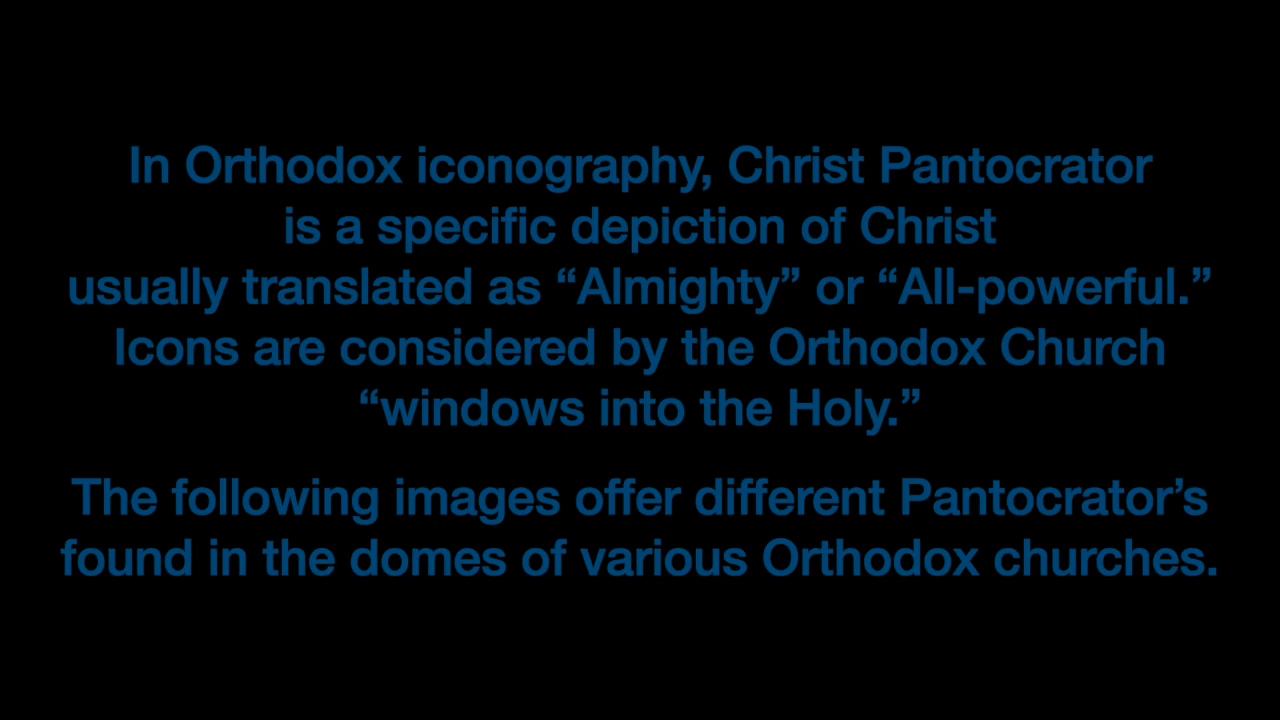 In Orthodox iconography, Christ Pantocrator
is a specific depiction of Christ
usually translated as “Almighty” or “All-powerful.”
Icons are considered by the Orthodox Church
“windows into the Holy.”
The following images offer different Pantocrator’s
found in the domes of various Orthodox churches.